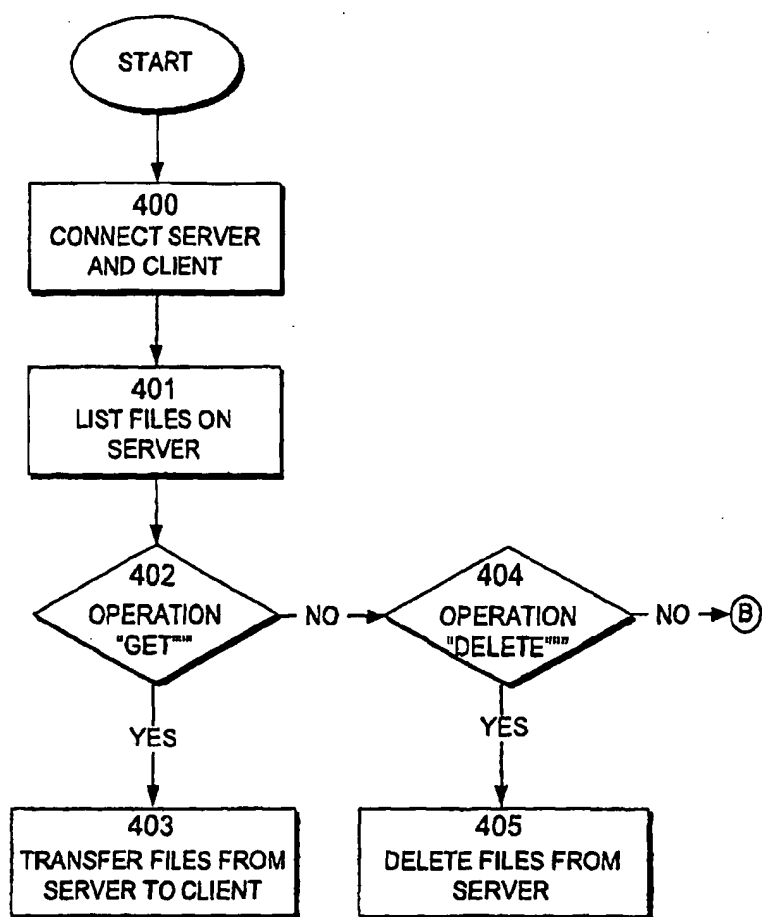 START
400
CONNECT SERVER
AND CLIENT
401
LIST FILES ON
SERVER
402
OPERATION
"GET""
NO
404
OPERATION
"DELETE"""
NO
B
YES
YES
403
TRANSFER FILES FROM
SERVER TO CLIENT
405
DELETE FILES FROM
SERVER